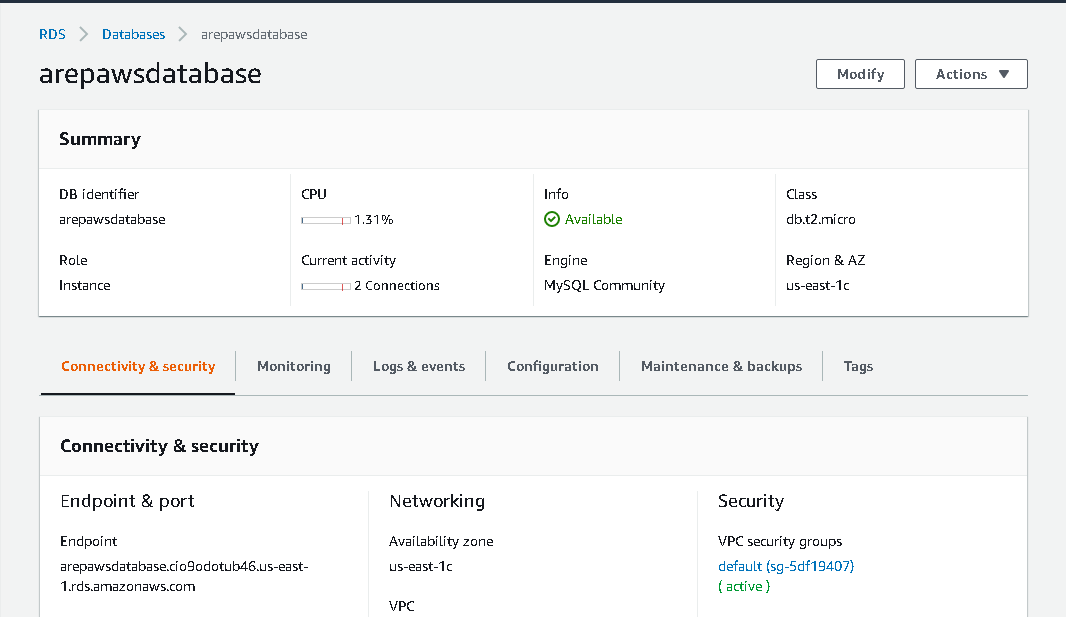 RDS
Databases
arepawsdatabase
arepawsdatabase
Modify
Actions
Summary
DB identifier
arepawsdatabase
CPU
1.31%
Info
Available
Class
db.t2.micro
Role
Instance
Current activity
2 Connections
Engine
MySQL Community
Region & AZ
us-east-1c
Connectivity & security
Monitoring
Logs & events
Configuration
Maintenance & backups
Tags
Connectivity & security
Endpoint & port
Endpoint
arepawsdatabase.cio9odotub46.us-east-
1.rds.amazonaws.com
Networking
Availability zone
us-east-1c
VPC
Security
VPC security groups
default (sg-5df19407)
( active )